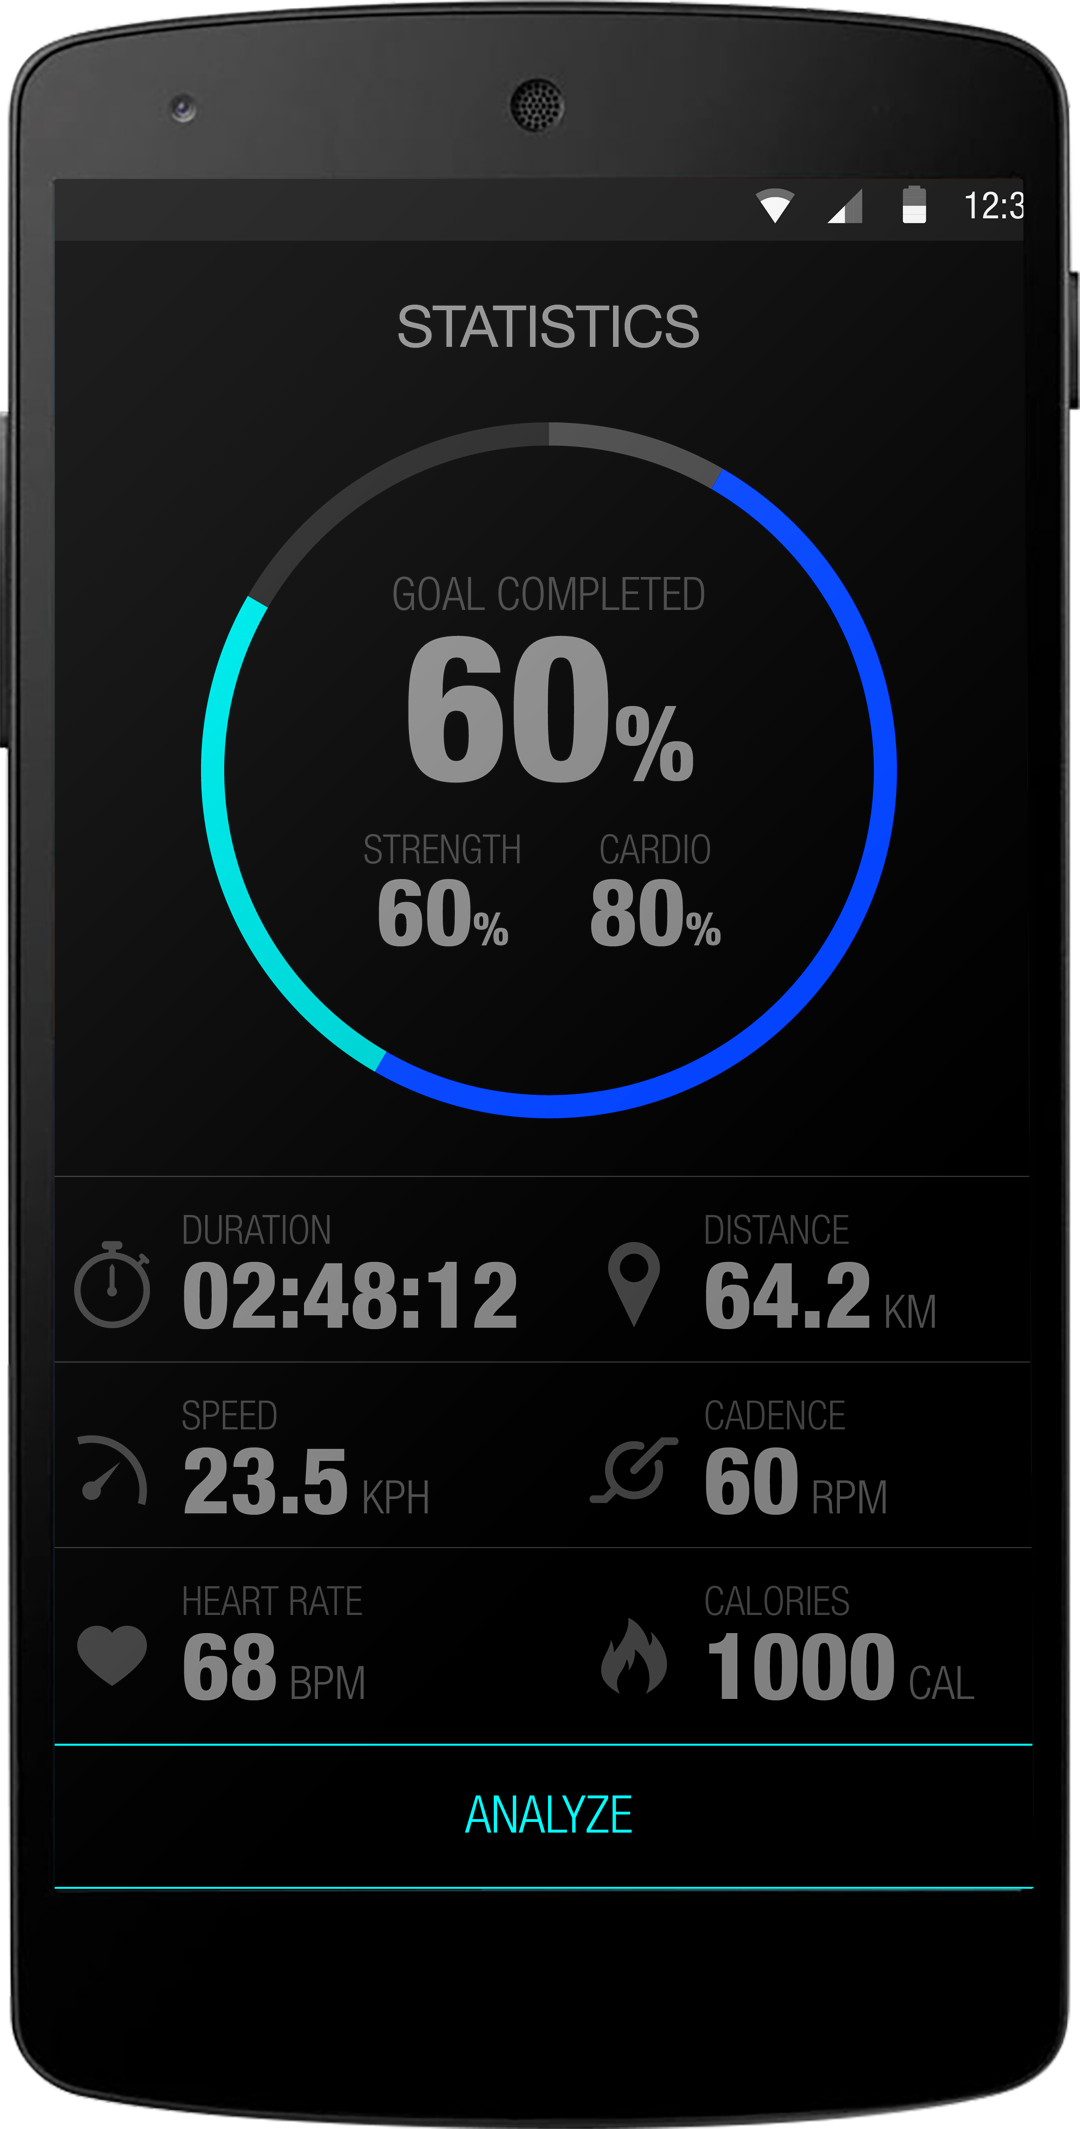 12:3
STATISTICS
GOAL COMPLETED
60%
STRENGTH CARDIO
60% 80%
DURATION DISTANCE
02:48:12 64.2 KM
SPEED CADENCE
23.5 KPH 60 RPM
HEART RATE CALORIES
68 BPM 1000 CAL
ANALYZE